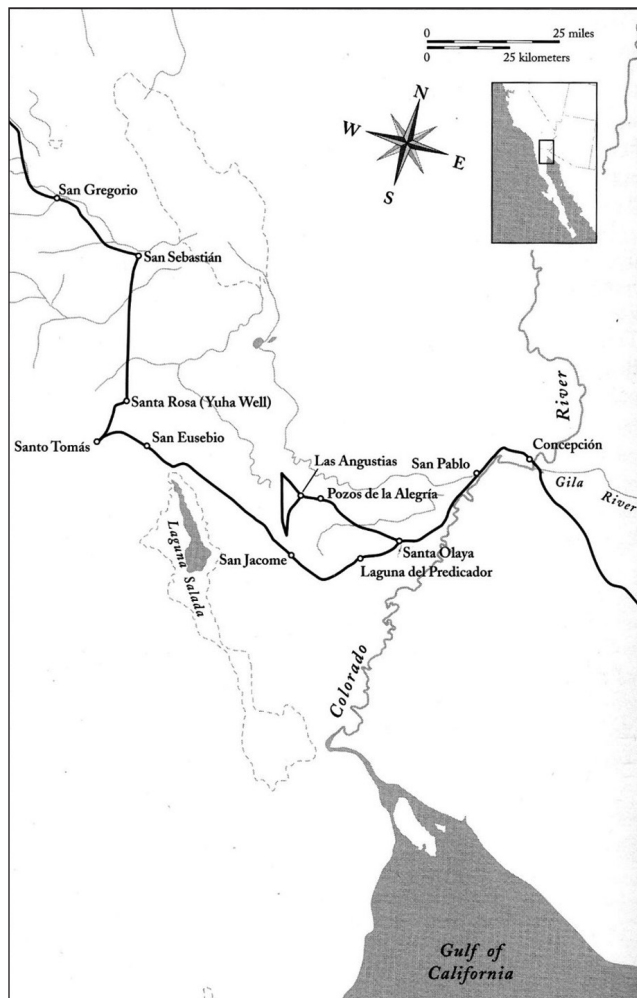 0 25 miles
0 25 kilometers
N
W
E
S
San Gregorio
San Sebastián
Santa Rosa (Yuha Well)
Santo Tomás
San Eusebio
Las Angustias
San Pablo
Concepción
River
Gila
River
Pozos de la Alegría
San Jacome
Santa Olaya
Laguna del Predicador
Laguna
Salada
Colorado
Gulf of
California